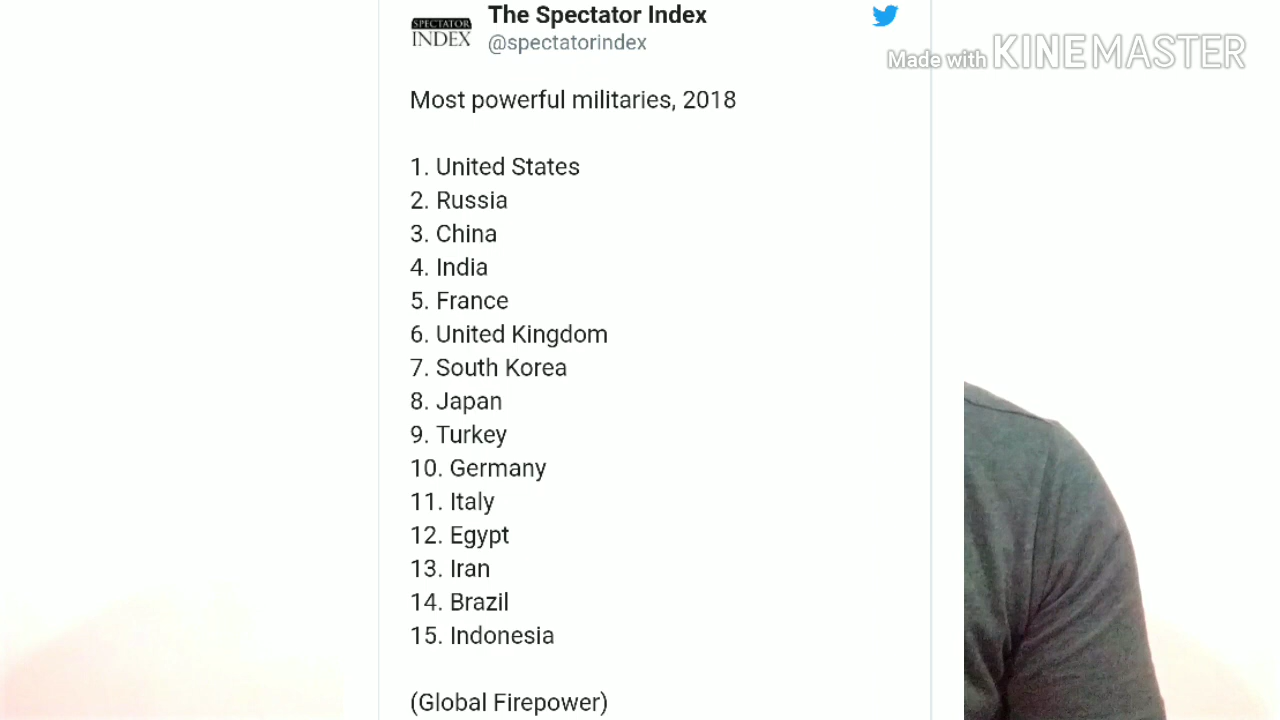 SPECTATOR
INDEX
The Spectator Index
@spectatorindex
Made with KINEMASTER
Most powerful militaries, 2018
1. United States
2. Russia
3. China
4. India
5. France
6. United Kingdom
7. South Korea
8. Japan
9. Turkey
10. Germany
11. Italy
12. Egypt
13. Iran
14. Brazil
15. Indonesia
(Global Firepower)